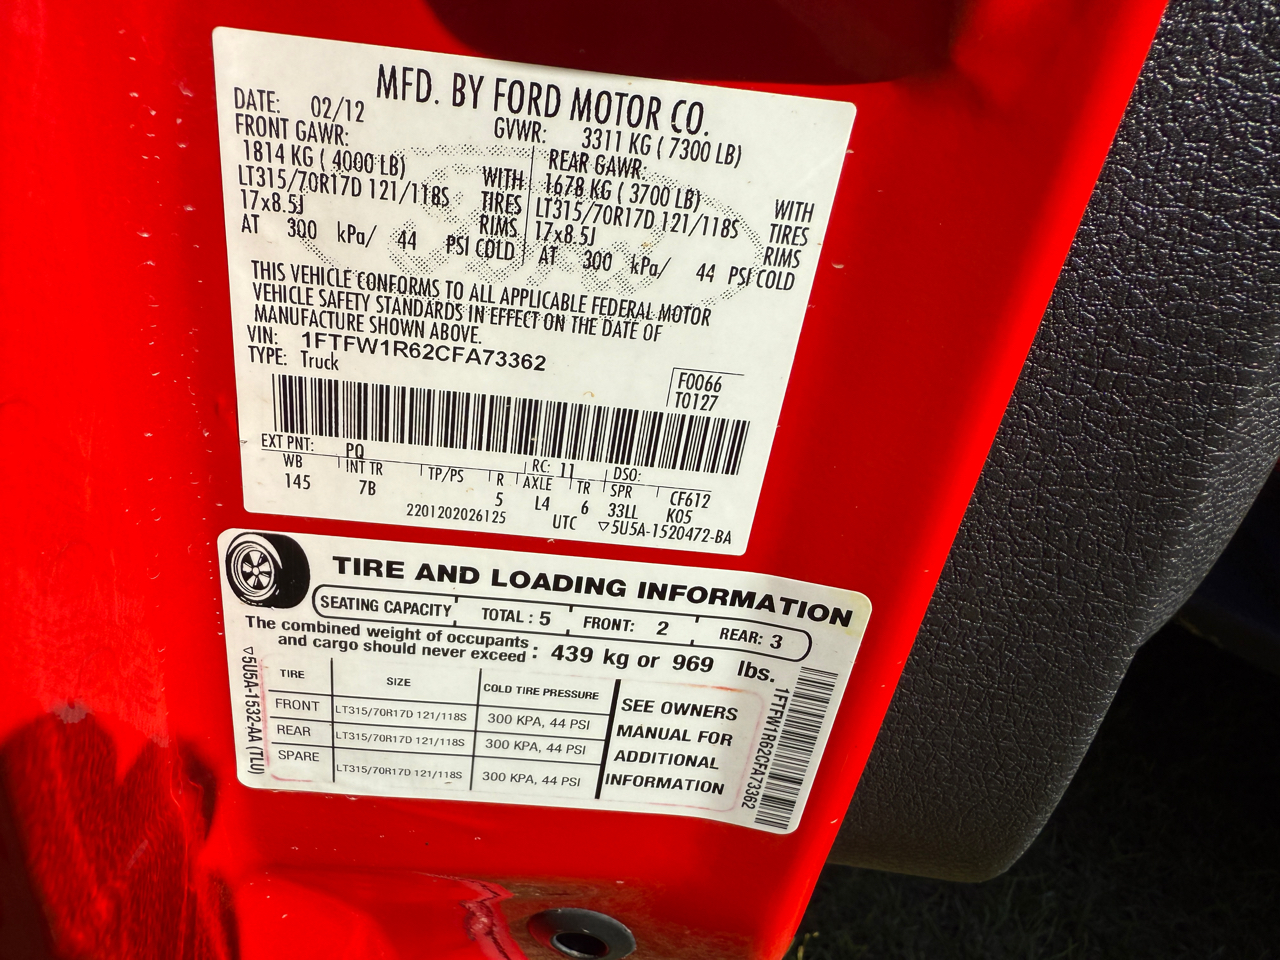 MFD. BY FORD MOTOR CO.
DATE: 02/12 GVWR: 3311 KG ( 7300 LB)
FRONT GAWR: REAR GAWR:
1814 KG ( 4000 LB) WITH 1678 KG ( 3700 LB) WITH
LT315/70R17D 121/118S TIRES LT315/70R17D 121/118S TIRES
17x8.5J RIMS 17x8.5J RIMS
AT 300 kPa/ 44 PSI COLD AT 300 kPa/ 44 PSI COLD
THIS VEHICLE CONFORMS TO ALL APPLICABLE FEDERAL MOTOR
VEHICLE SAFETY STANDARDS IN EFFECT ON THE DATE OF
MANUFACTURE SHOWN ABOVE.
VIN: 1FTFW1R62CFA73362
TYPE: Truck
F0066
T0127
EXT PNT: PQ RC: 11 DSO:
WB INT TR TP/PS R AXLE TR SPR CF612
145 7B 5 L4 6 33LL K05
2201202026125 UTC ▽5U5A-1520472-BA
TIRE AND LOADING INFORMATION
SEATING CAPACITY TOTAL : 5 FRONT: 2 REAR: 3
The combined weight of occupants
and cargo should never exceed : 439 kg or 969 lbs.
TIRE SIZE COLD TIRE PRESSURE
FRONT LT315/70R17D 121/118S 300 KPA, 44 PSI
REAR LT315/70R17D 121/118S 300 KPA, 44 PSI
SPARE LT315/70R17D 121/118S 300 KPA, 44 PSI
SEE OWNERS
MANUAL FOR
ADDITIONAL
INFORMATION
▽5U5A-1532-AA (TLU)
1FTFW1R62CFA73362